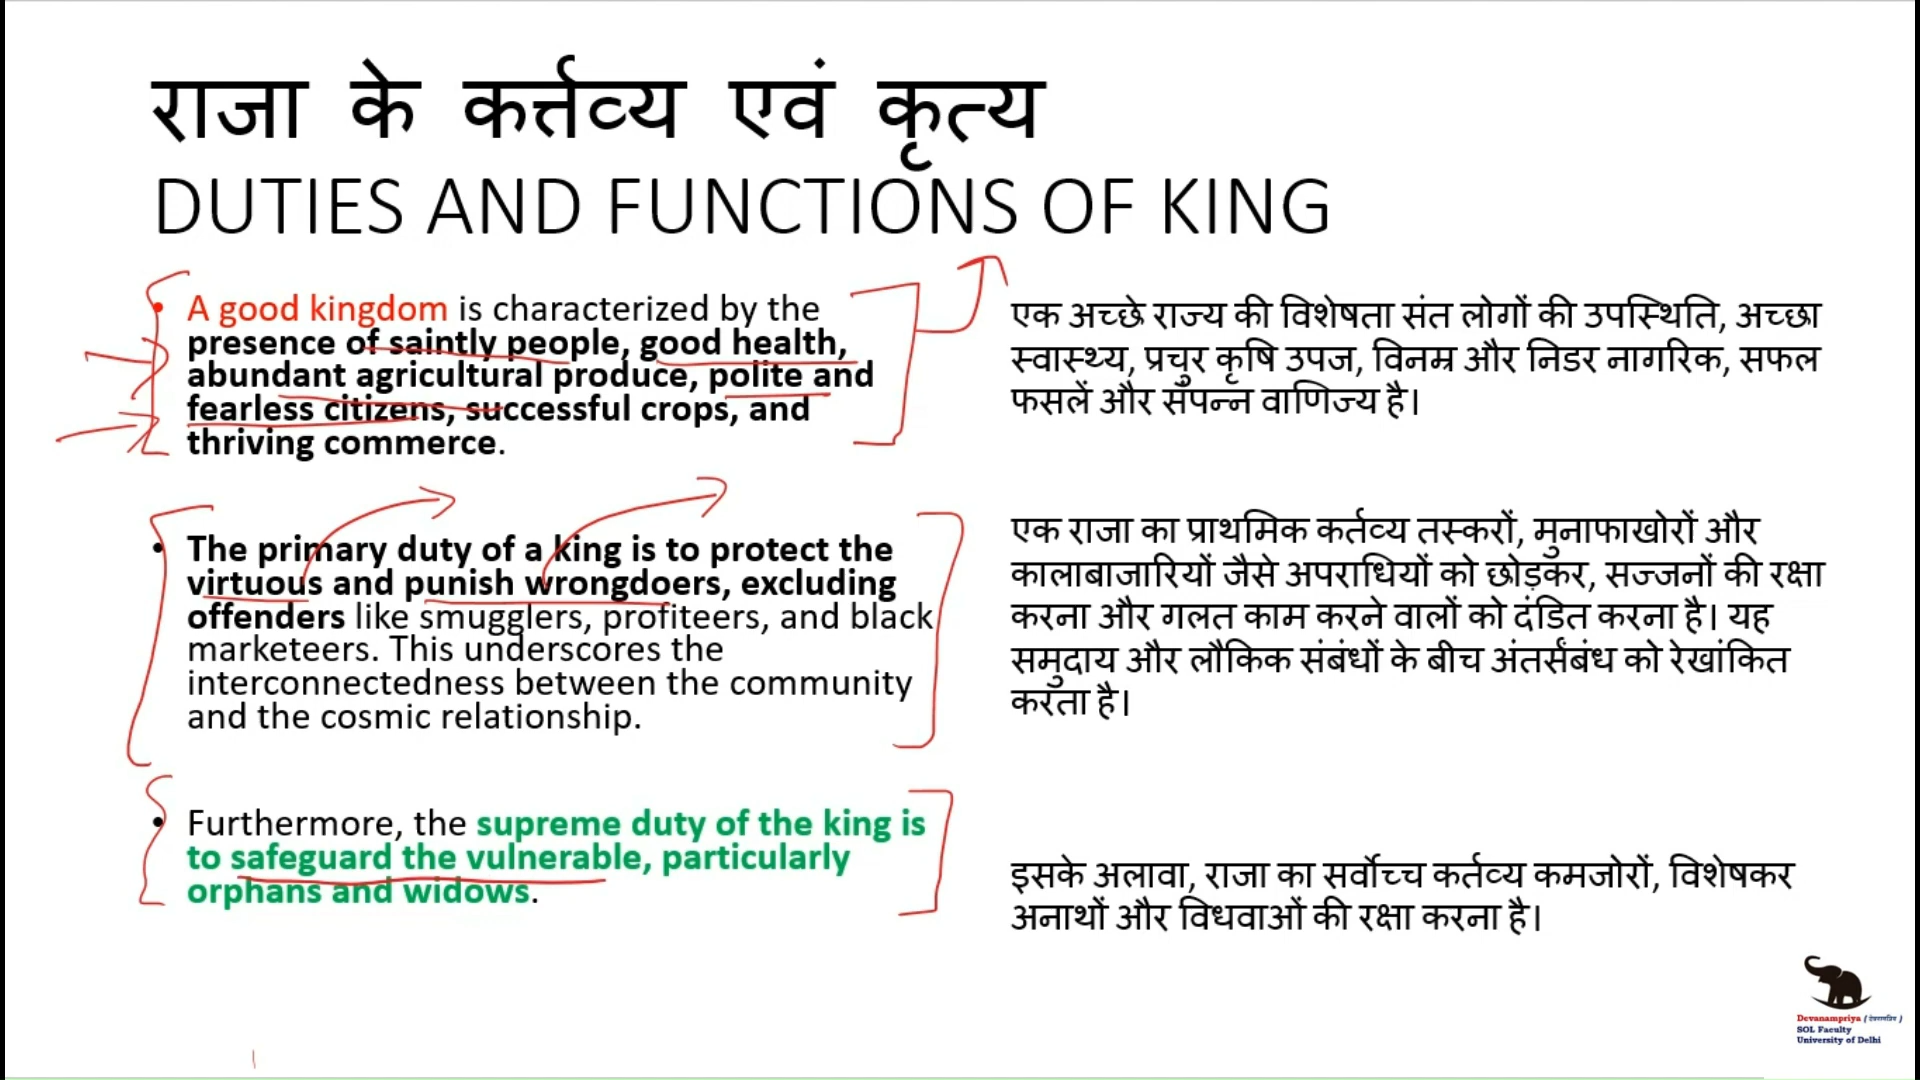 राजा के कर्त्तव्य एवं कृत्य
DUTIES AND FUNCTIONS OF KING
• A good kingdom is characterized by the
presence of saintly people, good health,
abundant agricultural produce, polite and
fearless citizens, successful crops, and
thriving commerce.
• The primary duty of a king is to protect the
virtuous and punish wrongdoers, excluding
offenders like smugglers, profiteers, and black
marketeers. This underscores the
interconnectedness between the community
and the cosmic relationship.
• Furthermore, the supreme duty of the king is
to safeguard the vulnerable, particularly
orphans and widows.
एक अच्छे राज्य की विशेषता संत लोगों की उपस्थिति, अच्छा
स्वास्थ्य, प्रचुर कृषि उपज, विनम्र और निडर नागरिक, सफल
फसलें और संपन्न वाणिज्य है।
एक राजा का प्राथमिक कर्तव्य तस्करों, मुनाफाखोरों और
कालाबाजारियों जैसे अपराधियों को छोड़कर, सज्जनों की रक्षा
करना और गलत काम करने वालों को दंडित करना है। यह
समुदाय और लौकिक संबंधों के बीच अंतर्संबंध को रेखांकित
करता है।
इसके अलावा, राजा का सर्वोच्च कर्तव्य कमजोरों, विशेषकर
अनाथों और विधवाओं की रक्षा करना है।
Devanampriya ( देवानामप्रिय )
SOL Faculty
University of Delhi